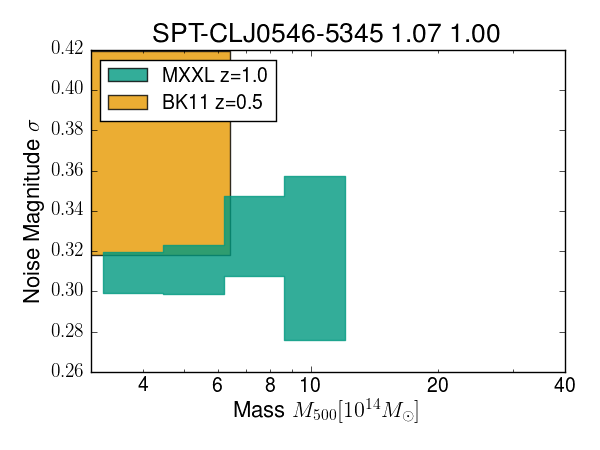 SPT-CLJ0546-5345 1.07 1.00
0.42
0.40
0.38
0.36
0.34
0.32
0.30
0.28
0.26
Noise Magnitude σ
MXXL z=1.0
BK11 z=0.5
4 6 8 10 20 40
Mass M₅₀₀[10¹⁴M⊙]